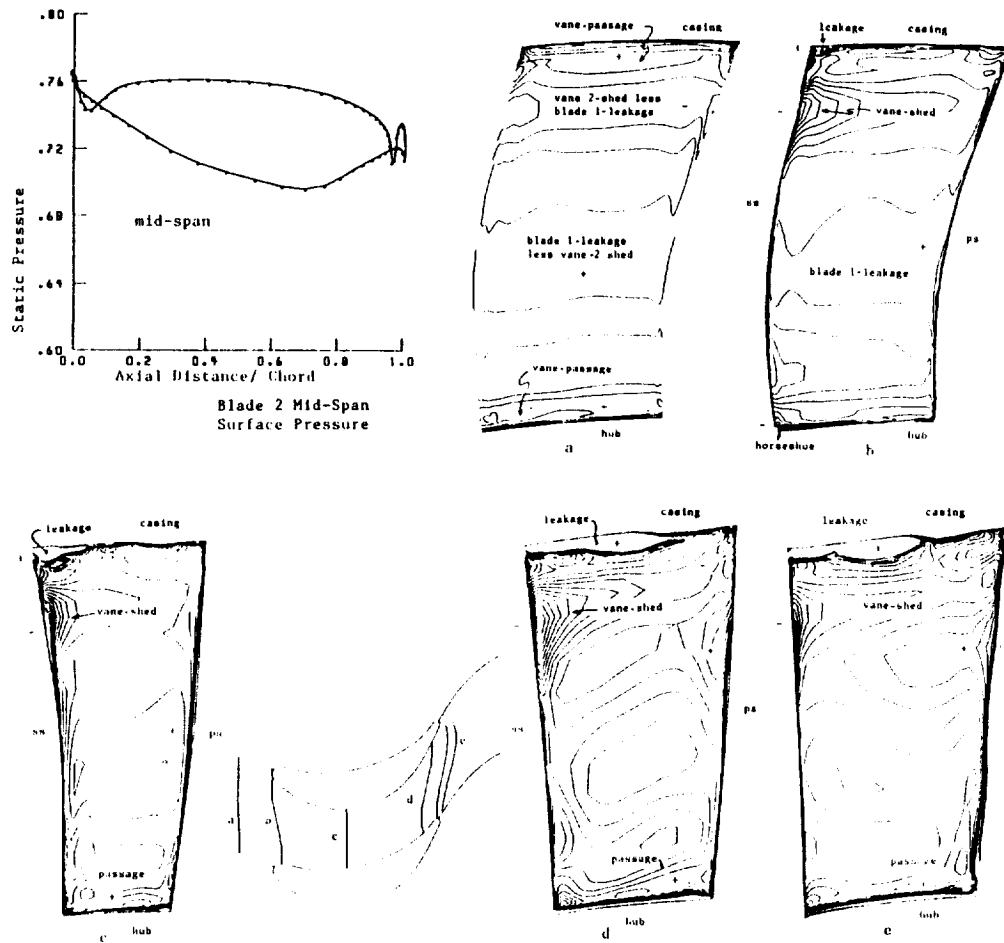 .80
.76
.72
.68
.64
.60
0.0 0.2 0.4 0.6 0.8 1.0
Static Pressure
mid-span
Axial Distance/ Chord
Blade 2 Mid-Span
Surface Pressure
vane-passage casing
vane 2-shed less
blade 1-leakage
blade 1-leakage
less vane-2 shed
vane-passage
hub
a
leakage casing
vane-shed
ss
ps
blade 1-leakage
horseshoe
hub
b
leakage casing
vane-shed
ss
ps
passage
hub
c
a
b
c
d
e
leakage casing
vane-shed
ss
ps
passage
hub
d
leakage casing
vane-shed
passage
hub
e